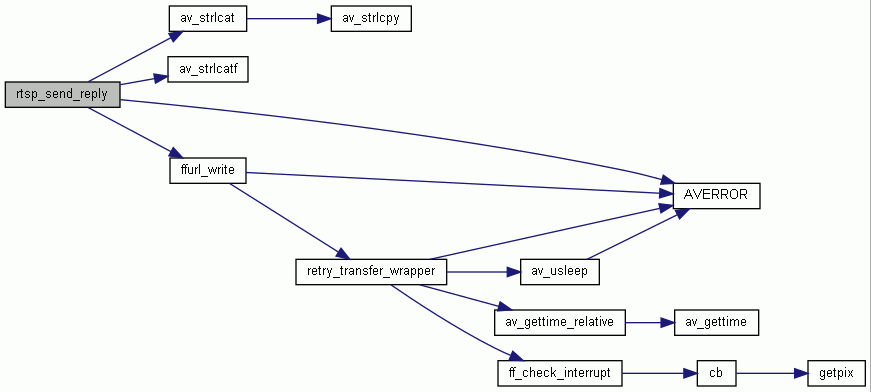 av_strlcat
av_strlcpy
av_strlcatf
rtsp_send_reply
ffurl_write
AVERROR
retry_transfer_wrapper
av_usleep
av_gettime_relative
av_gettime
ff_check_interrupt
cb
getpix